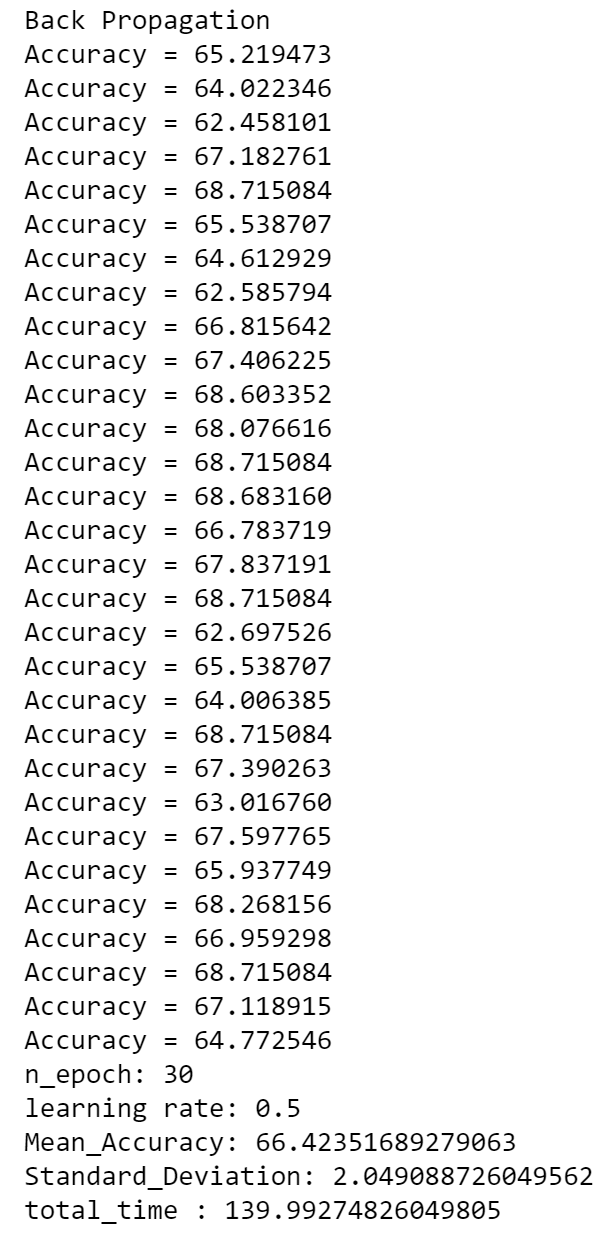 Back Propagation
Accuracy = 65.219473
Accuracy = 64.022346
Accuracy = 62.458101
Accuracy = 67.182761
Accuracy = 68.715084
Accuracy = 65.538707
Accuracy = 64.612929
Accuracy = 62.585794
Accuracy = 66.815642
Accuracy = 67.406225
Accuracy = 68.603352
Accuracy = 68.076616
Accuracy = 68.715084
Accuracy = 68.683160
Accuracy = 66.783719
Accuracy = 67.837191
Accuracy = 68.715084
Accuracy = 62.697526
Accuracy = 65.538707
Accuracy = 64.006385
Accuracy = 68.715084
Accuracy = 67.390263
Accuracy = 63.016760
Accuracy = 67.597765
Accuracy = 65.937749
Accuracy = 68.268156
Accuracy = 66.959298
Accuracy = 68.715084
Accuracy = 67.118915
Accuracy = 64.772546
n_epoch: 30
learning rate: 0.5
Mean_Accuracy: 66.42351689279063
Standard_Deviation: 2.049088726049562
total_time : 139.99274826049805